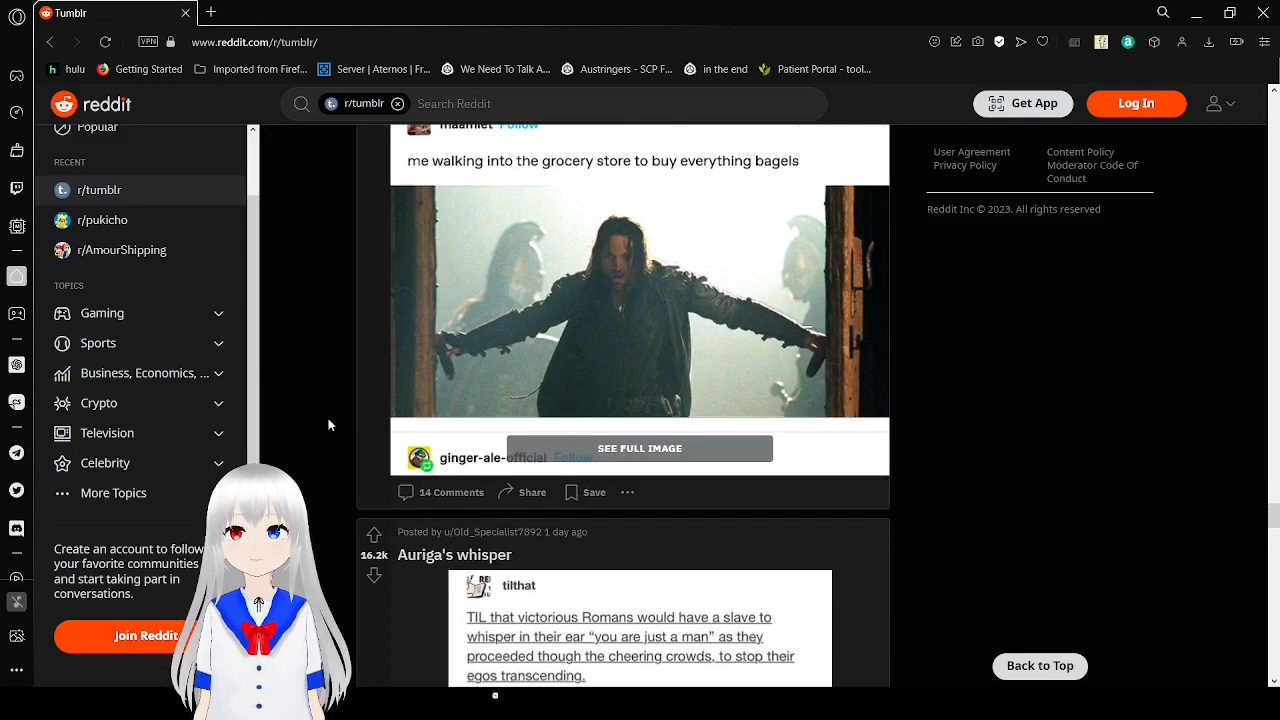 Tumblr
VPN
www.reddit.com/r/tumblr/
hulu
Getting Started
Imported from Firef...
Server | Aternos | Fr...
We Need To Talk A...
Austringers - SCP F...
in the end
Patient Portal - tool...
reddit
r/tumblr
Search Reddit
Get App
Log In
Popular
RECENT
r/tumblr
r/pukicho
r/AmourShipping
TOPICS
Gaming
Sports
Business, Economics, ...
Crypto
Television
Celebrity
More Topics
Create an account to follow
your favorite communities
and start taking part in
conversations.
Join Reddit
maamlet Follow
me walking into the grocery store to buy everything bagels
SEE FULL IMAGE
ginger-ale-official Follow
14 Comments
Share
Save
Posted by u/Old_Specialist7892 1 day ago
16.2k
Auriga's whisper
tilthat
TIL that victorious Romans would have a slave to
whisper in their ear “you are just a man” as they
proceeded though the cheering crowds, to stop their
egos transcending.
User Agreement
Privacy Policy
Content Policy
Moderator Code Of
Conduct
Reddit Inc © 2023. All rights reserved
Back to Top